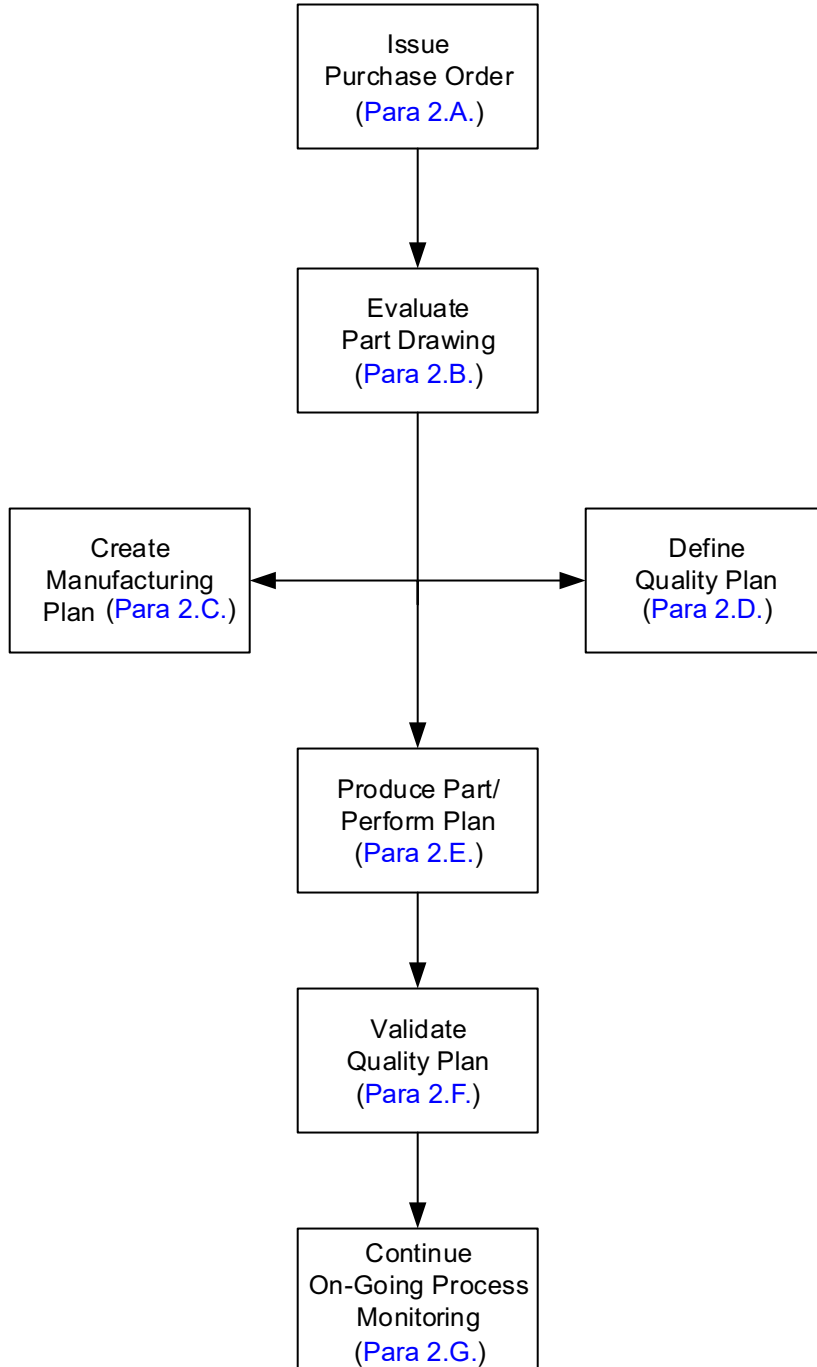 Issue
Purchase Order
(Para 2.A.)
Evaluate
Part Drawing
(Para 2.B.)
Create
Manufacturing
Plan (Para 2.C.)
Define
Quality Plan
(Para 2.D.)
Produce Part/
Perform Plan
(Para 2.E.)
Validate
Quality Plan
(Para 2.F.)
Continue
On-Going Process
Monitoring
(Para 2.G.)